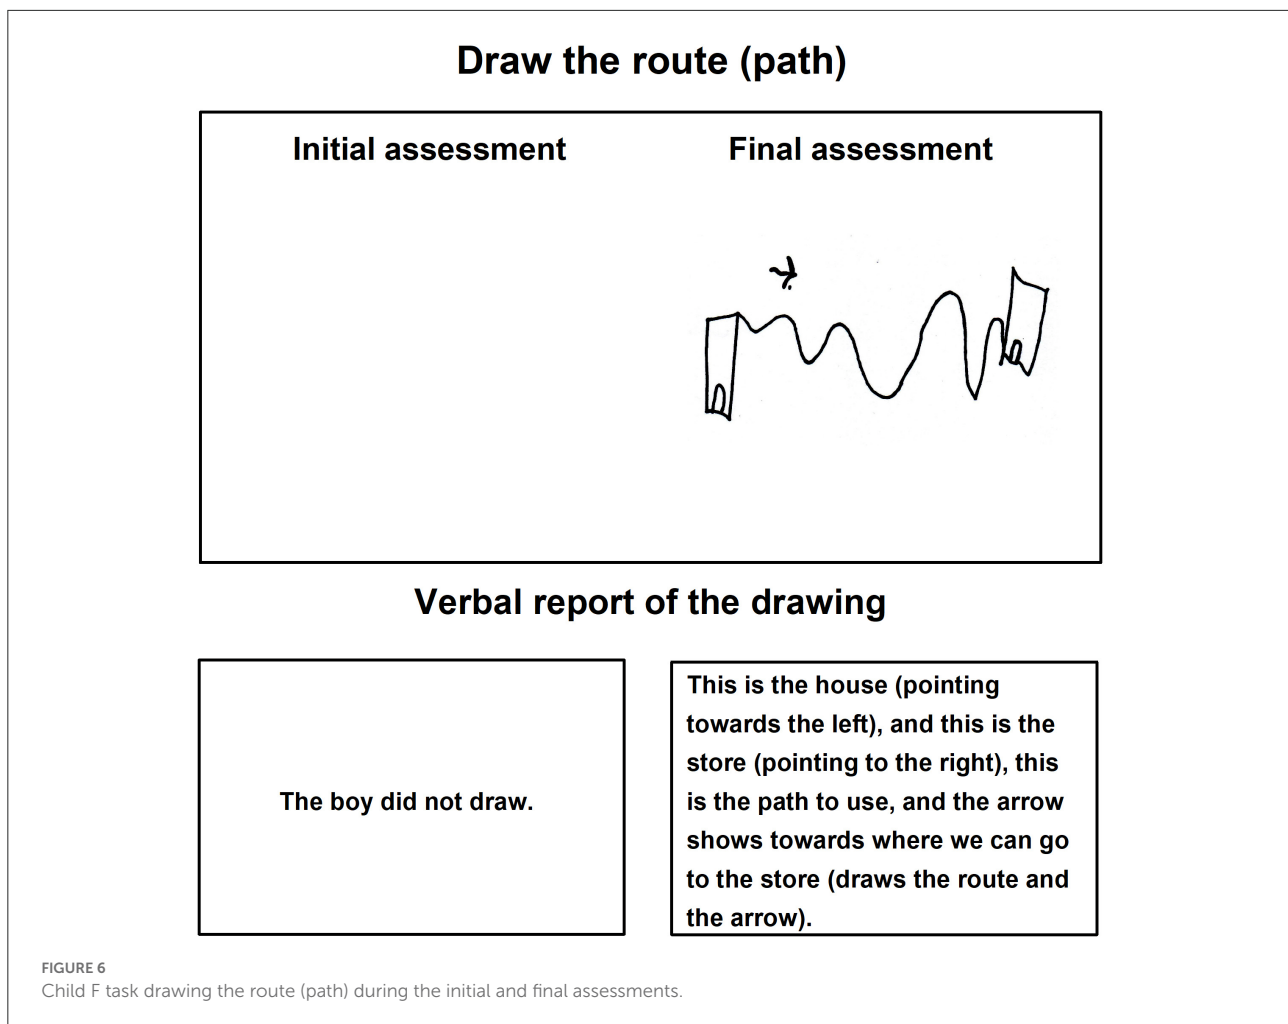 Draw the route (path)
Initial assessment
Final assessment
Verbal report of the drawing
The boy did not draw.
This is the house (pointing
towards the left), and this is the
store (pointing to the right), this
is the path to use, and the arrow
shows towards where we can go
to the store (draws the route and
the arrow).
FIGURE 6
Child F task drawing the route (path) during the initial and final assessments.